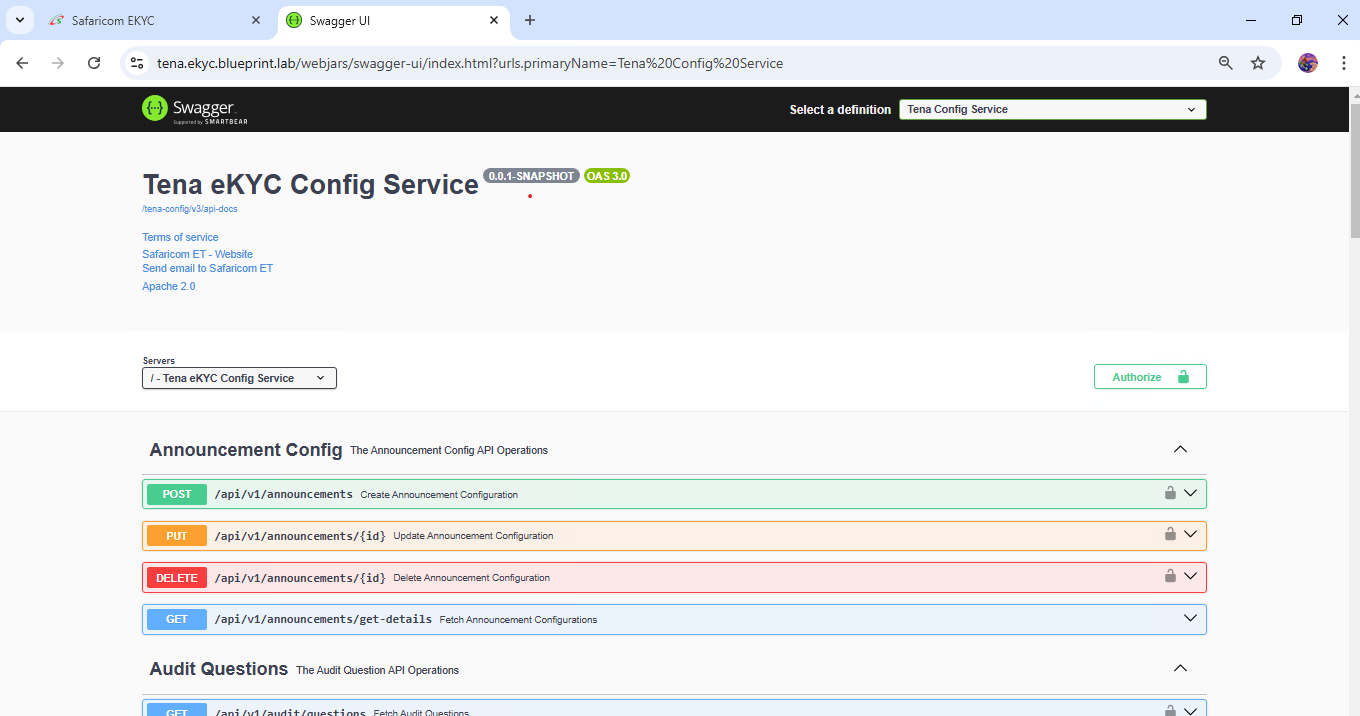 Safaricom EKYC
Swagger UI
tena.ekyc.blueprint.lab/webjars/swagger-ui/index.html?urls.primaryName=Tena%20Config%20Service
Swagger
Supported by SMARTBEAR
Select a definition
Tena Config Service
Tena eKYC Config Service 0.0.1-SNAPSHOT OAS 3.0
/tena-config/v3/api-docs
Terms of service
Safaricom ET - Website
Send email to Safaricom ET
Apache 2.0
Servers
/ - Tena eKYC Config Service
Authorize
Announcement Config The Announcement Config API Operations
POST /api/v1/announcements Create Announcement Configuration
PUT /api/v1/announcements/{id} Update Announcement Configuration
DELETE /api/v1/announcements/{id} Delete Announcement Configuration
GET /api/v1/announcements/get-details Fetch Announcement Configurations
Audit Questions The Audit Question API Operations
GET /api/v1/audit/questions Fetch Audit Questions